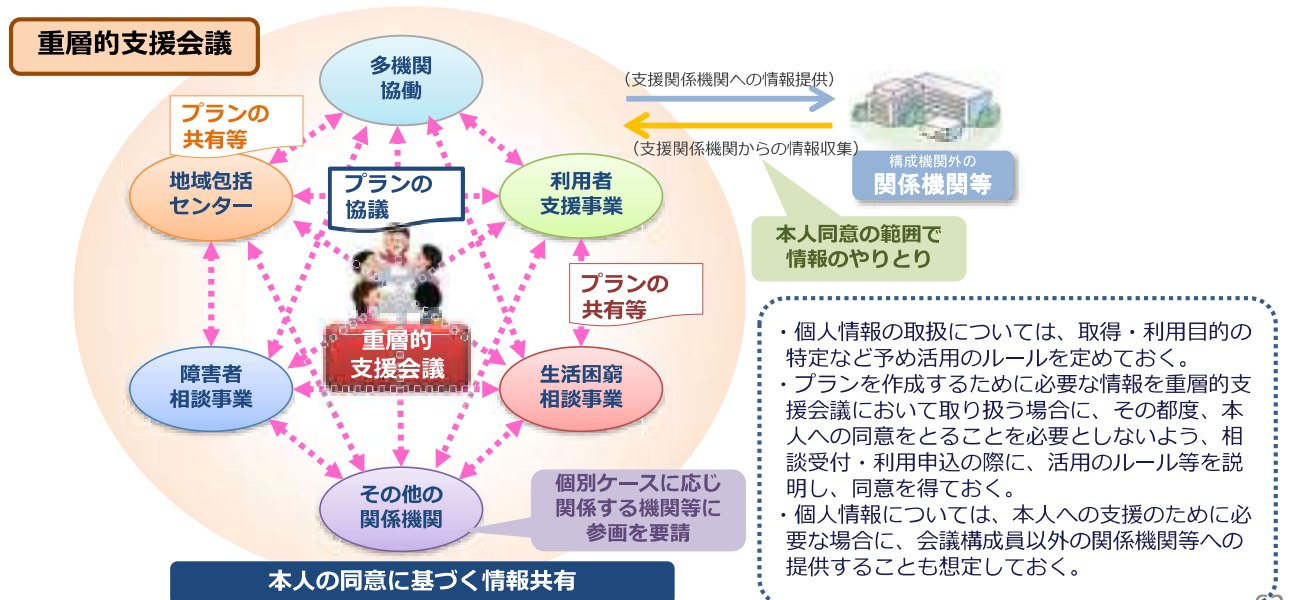 重層的支援会議
多機関
協働
プランの
共有等
地域包括
センター
プランの
協議
利用者
支援事業
プランの
共有等
重層的
支援会議
障害者
相談事業
生活困窮
相談事業
その他の
関係機関
個別ケースに応じ
関係する機関等に
参画を要請
本人の同意に基づく情報共有
（支援関係機関への情報提供）
（支援関係機関からの情報収集）
構成機関外の
関係機関等
本人同意の範囲で
情報のやりとり
・個人情報の取扱については、取得・利用目的の
特定など予め活用のルールを定めておく。
・プランを作成するために必要な情報を重層的支
援会議において取り扱う場合に、その都度、本
人への同意をとることを必要としないよう、相
談受付・利用申込の際に、活用のルール等を説
明し、同意を得ておく。
・個人情報については、本人への支援のために必
要な場合に、会議構成員以外の関係機関等への
提供することも想定しておく。